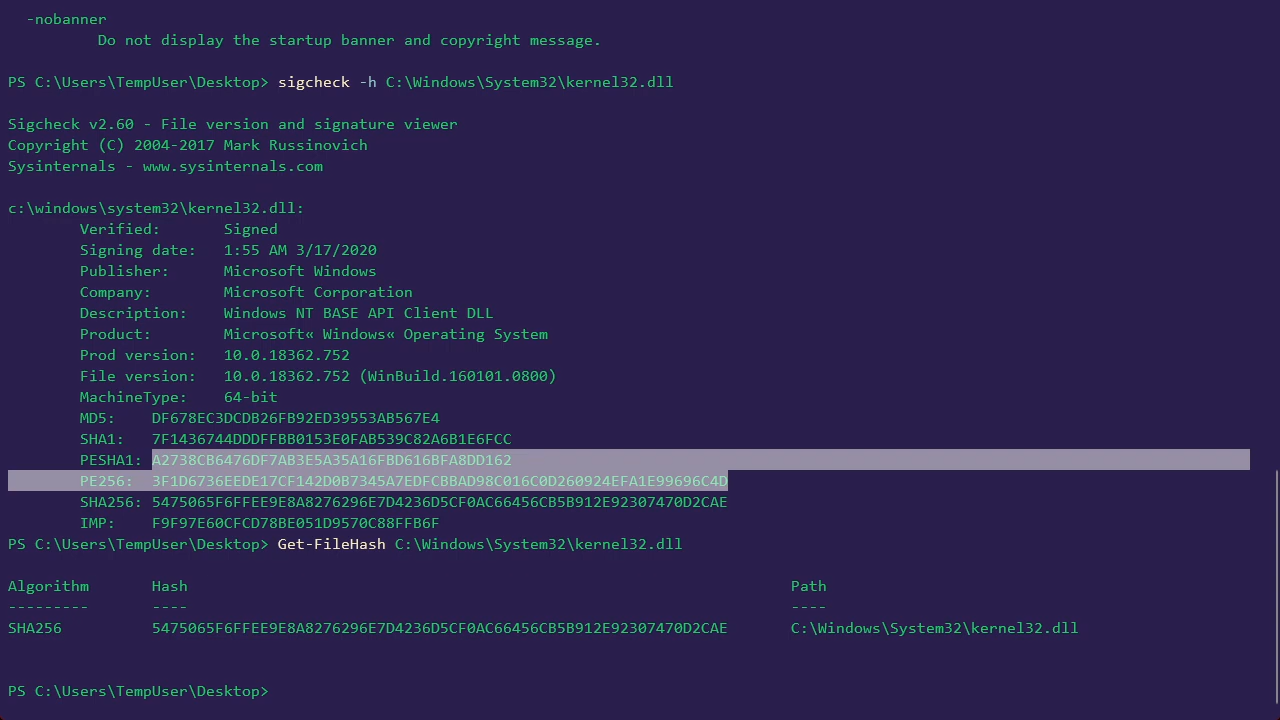 -nobanner
Do not display the startup banner and copyright message.
PS C:\Users\TempUser\Desktop> sigcheck -h C:\Windows\System32\kernel32.dll
Sigcheck v2.60 - File version and signature viewer
Copyright (C) 2004-2017 Mark Russinovich
Sysinternals - www.sysinternals.com
c:\windows\system32\kernel32.dll:
Verified: Signed
Signing date: 1:55 AM 3/17/2020
Publisher: Microsoft Windows
Company: Microsoft Corporation
Description: Windows NT BASE API Client DLL
Product: Microsoft« Windows« Operating System
Prod version: 10.0.18362.752
File version: 10.0.18362.752 (WinBuild.160101.0800)
MachineType: 64-bit
MD5: DF678EC3DCDB26FB92ED39553AB567E4
SHA1: 7F1436744DDDFFBB0153E0FAB539C82A6B1E6FCC
PESHA1: A2738CB6476DF7AB3E5A35A16FBD616BFA8DD162
PE256: 3F1D6736EEDE17CF142D0B7345A7EDFCBBAD98C016C0D260924EFA1E99696C4D
SHA256: 5475065F6FFEE9E8A8276296E7D4236D5CF0AC66456CB5B912E92307470D2CAE
IMP: F9F97E60CFCD78BE051D9570C88FFB6F
PS C:\Users\TempUser\Desktop> Get-FileHash C:\Windows\System32\kernel32.dll
Algorithm Hash Path
--------- ---- ----
SHA256 5475065F6FFEE9E8A8276296E7D4236D5CF0AC66456CB5B912E92307470D2CAE C:\Windows\System32\kernel32.dll
PS C:\Users\TempUser\Desktop>